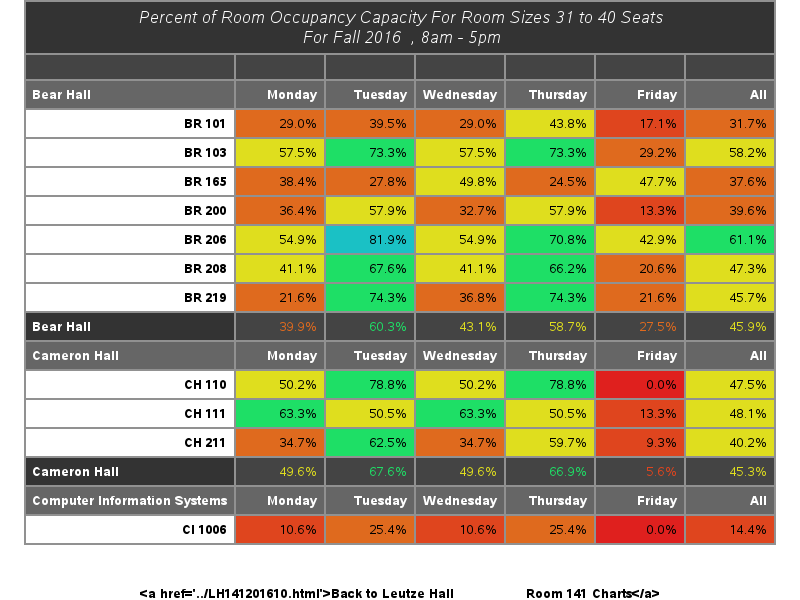 Percent of Room Occupancy Capacity For Room Sizes 31 to 40 Seats
For Fall 2016 , 8am - 5pm
Bear Hall Monday Tuesday Wednesday Thursday Friday All
BR 101 29.0% 39.5% 29.0% 43.8% 17.1% 31.7%
BR 103 57.5% 73.3% 57.5% 73.3% 29.2% 58.2%
BR 165 38.4% 27.8% 49.8% 24.5% 47.7% 37.6%
BR 200 36.4% 57.9% 32.7% 57.9% 13.3% 39.6%
BR 206 54.9% 81.9% 54.9% 70.8% 42.9% 61.1%
BR 208 41.1% 67.6% 41.1% 66.2% 20.6% 47.3%
BR 219 21.6% 74.3% 36.8% 74.3% 21.6% 45.7%
Bear Hall 39.9% 60.3% 43.1% 58.7% 27.5% 45.9%
Cameron Hall Monday Tuesday Wednesday Thursday Friday All
CH 110 50.2% 78.8% 50.2% 78.8% 0.0% 47.5%
CH 111 63.3% 50.5% 63.3% 50.5% 13.3% 48.1%
CH 211 34.7% 62.5% 34.7% 59.7% 9.3% 40.2%
Cameron Hall 49.6% 67.6% 49.6% 66.9% 5.6% 45.3%
Computer Information Systems Monday Tuesday Wednesday Thursday Friday All
CI 1006 10.6% 25.4% 10.6% 25.4% 0.0% 14.4%
<a href='../LH141201610.html'>Back to Leutze Hall Room 141 Charts</a>